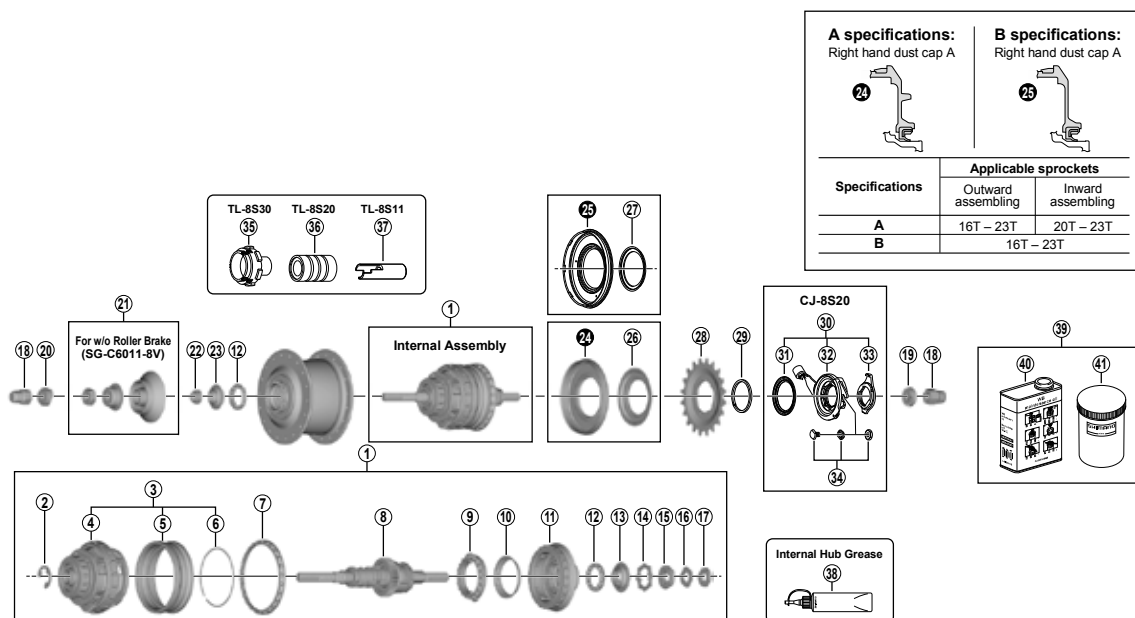 A specifications:
Right hand dust cap A
24
B specifications:
Right hand dust cap A
25
Specifications
Applicable sprockets
Outward assembling
Inward assembling
A
16T – 23T
20T – 23T
B
16T – 23T
TL-8S30
35
TL-8S20
36
TL-8S11
37
25
27
21
For w/o Roller Brake
(SG-C6011-8V)
18
20
22
23
12
1
Internal Assembly
24
26
28
29
CJ-8S20
30
31
32
33
34
19
18
39
40
41
1
2
3
4
5
6
7
8
9
10
11
12
13
14
15
16
17
Internal Hub Grease
38